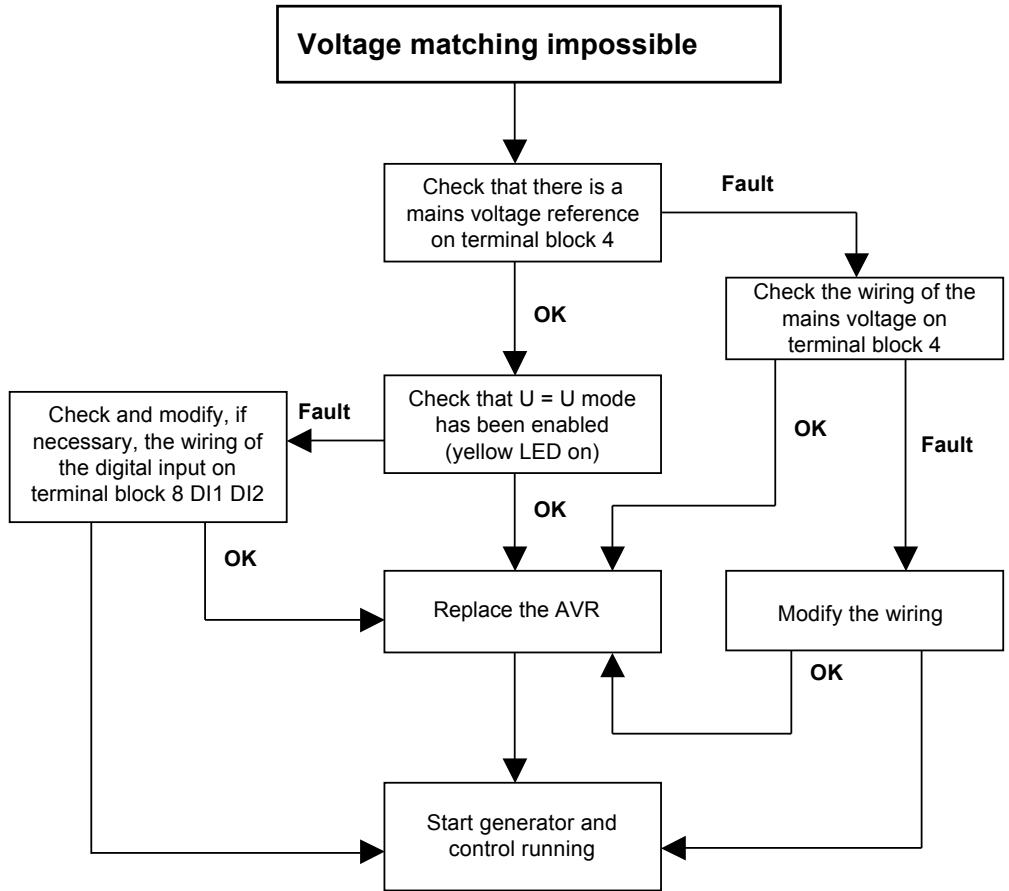 Voltage matching impossible
Check that there is a
mains voltage reference
on terminal block 4
Fault
OK
Check the wiring of the
mains voltage on
terminal block 4
Check that U = U mode
has been enabled
(yellow LED on)
Fault
Check and modify, if
necessary, the wiring of
the digital input on
terminal block 8 DI1 DI2
OK
Fault
OK
OK
Replace the AVR
Modify the wiring
OK
Start generator and
control running